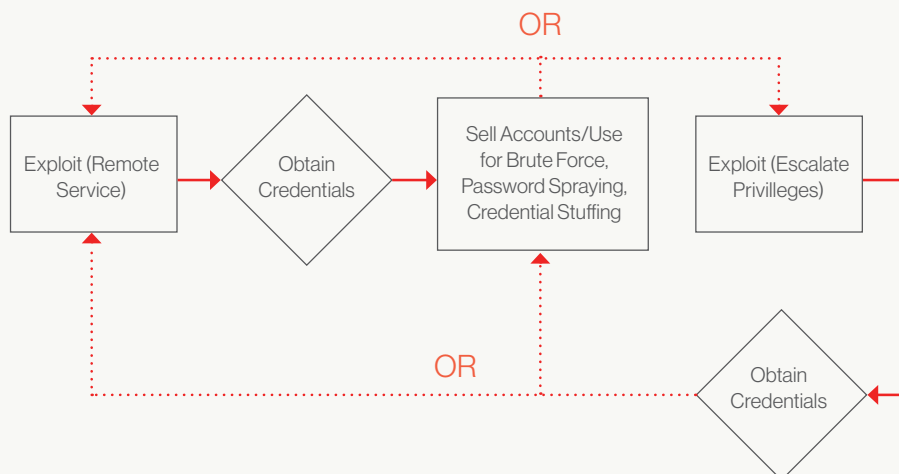 OR
Exploit (Remote
Service)
Obtain
Credentials
Sell Accounts/Use
for Brute Force,
Password Spraying,
Credential Stuffing
Exploit (Escalate
Privilleges)
OR
Obtain
Credentials